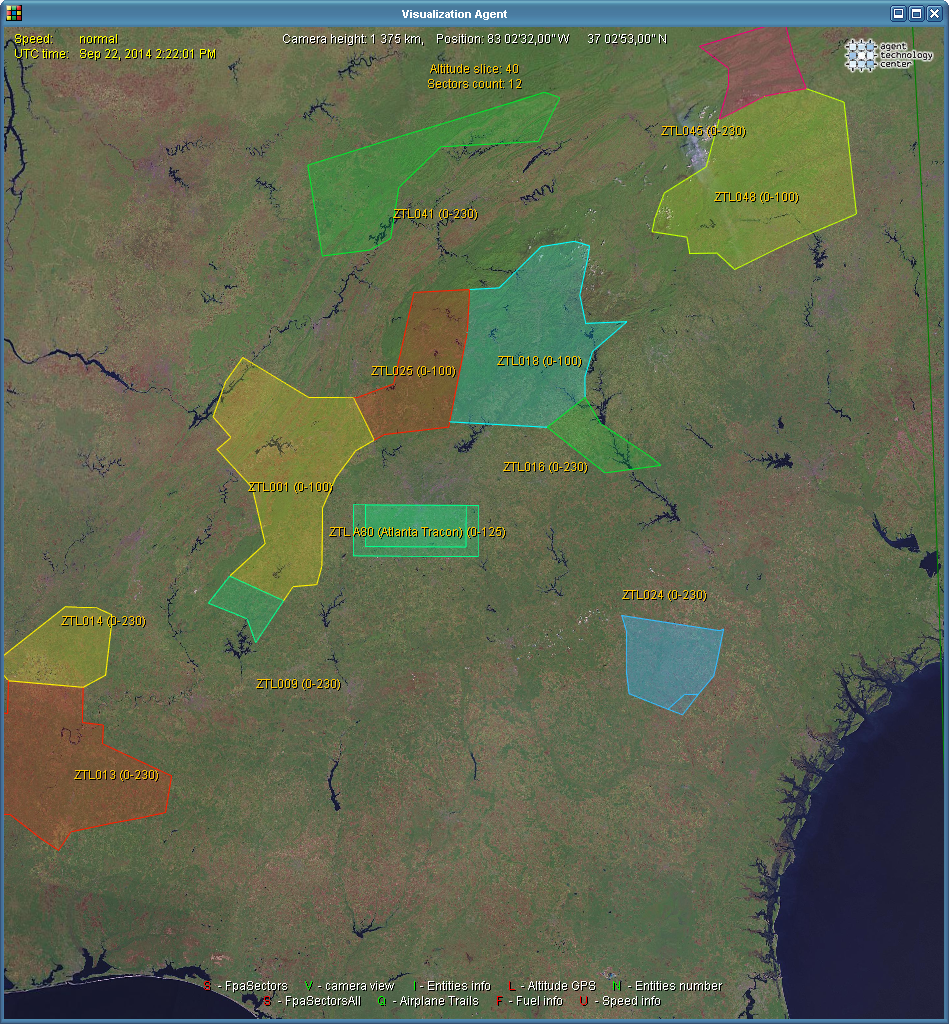 Visualization Agent
Speed: normal
Camera height: 1 375 km, Position: 83 02'32,00" W 37 02'53,00" N
UTC time: Sep 22, 2014 2:22:01 PM
agent
technology
center
Altitude slice: 40
Sectors count: 12
ZTL045 (0-230)
ZTL048 (0-100)
ZTL041 (0-230)
ZTL018 (0-100)
ZTL025 (0-100)
ZTL016 (0-230)
ZTL001 (0-100)
ZTL A80 (Atlanta Tracon) (0-125)
ZTL024 (0-230)
ZTL014 (0-230)
ZTL009 (0-230)
ZTL013 (0-230)
S - FpaSectors V - camera view I - Entities info L - Altitude GPS N - Entities number
S - FpaSectorsAll Q - Airplane Trails F - Fuel info U - Speed info